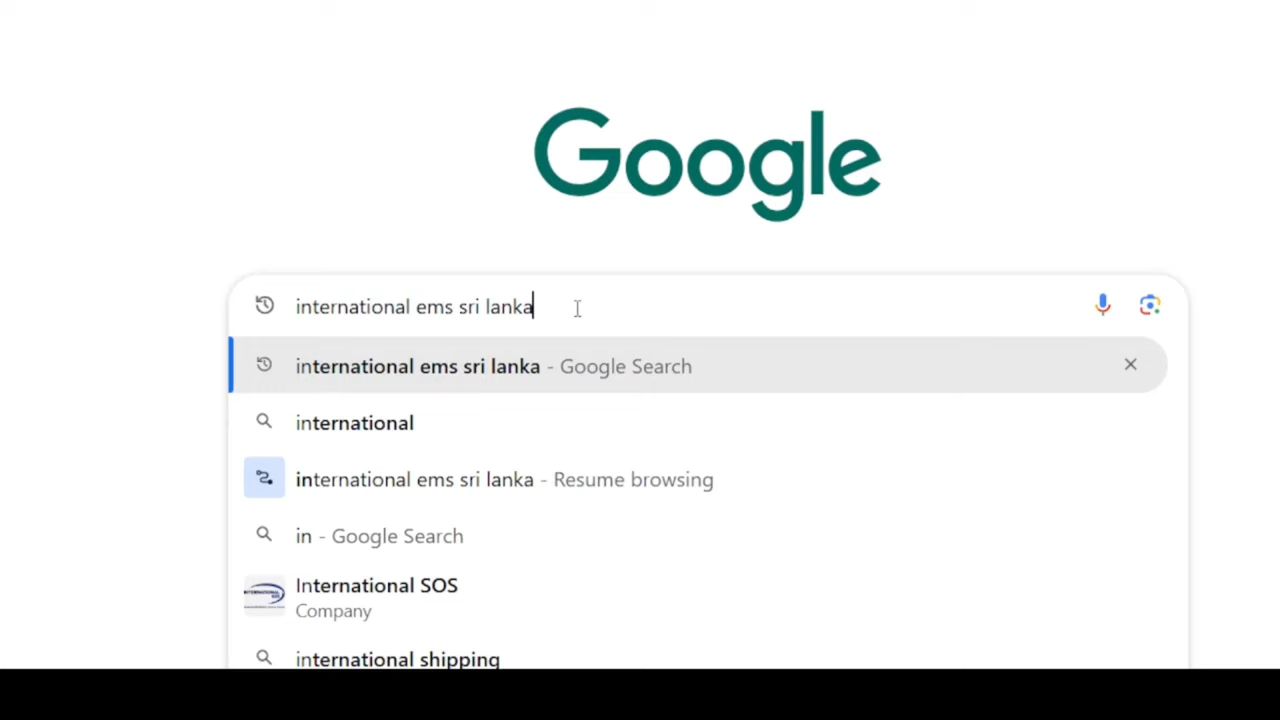 Google
international ems sri lanka
international ems sri lanka - Google Search
international
international ems sri lanka - Resume browsing
in - Google Search
International SOS
Company
international shipping